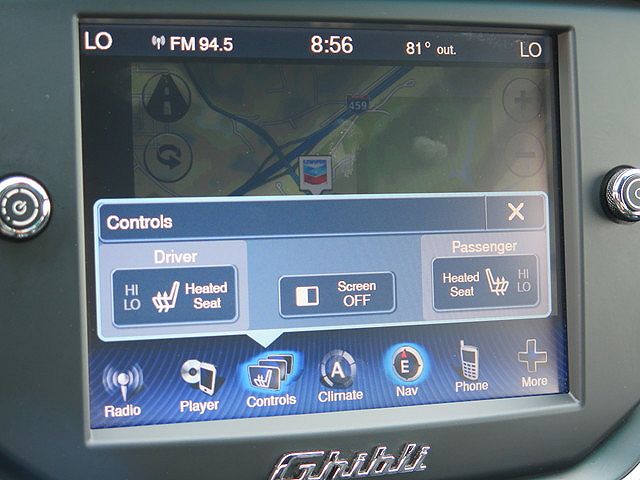 LO FM 94.5 8:56 81° out. LO
459
Controls X
Driver
Passenger
HI
LO
Heated
Seat
Screen
OFF
Heated
Seat
HI
LO
A
E
Radio Player Controls Climate Nav Phone More
Ghibli